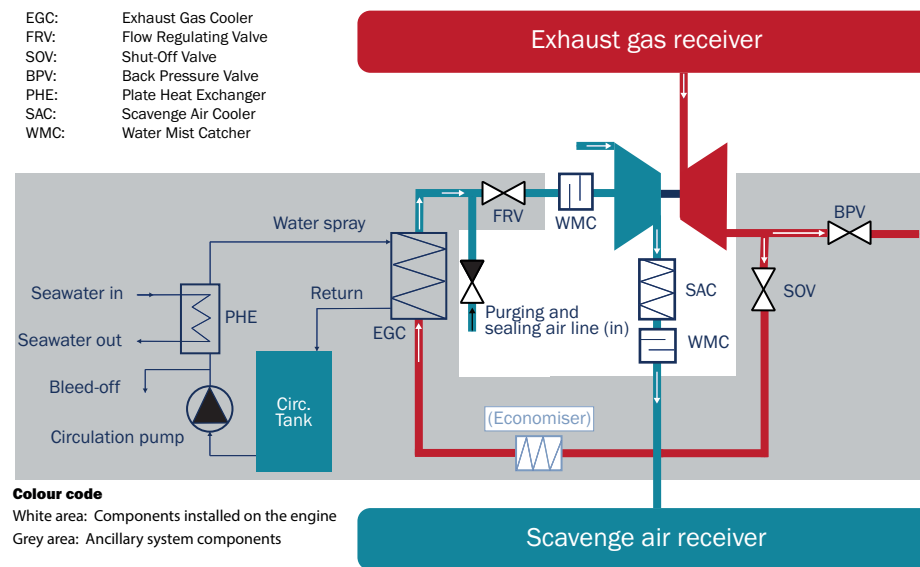 EGC: Exhaust Gas Cooler
FRV: Flow Regulating Valve
SOV: Shut-Off Valve
BPV: Back Pressure Valve
PHE: Plate Heat Exchanger
SAC: Scavenge Air Cooler
WMC: Water Mist Catcher
Exhaust gas receiver
FRV
WMC
BPV
Water spray
SAC
SOV
Seawater in
Return
PHE
Purging and
sealing air line (in)
EGC
Seawater out
WMC
Bleed-off
Circ.
Tank
(Economiser)
Circulation pump
Colour code
White area: Components installed on the engine
Grey area: Ancillary system components
Scavenge air receiver